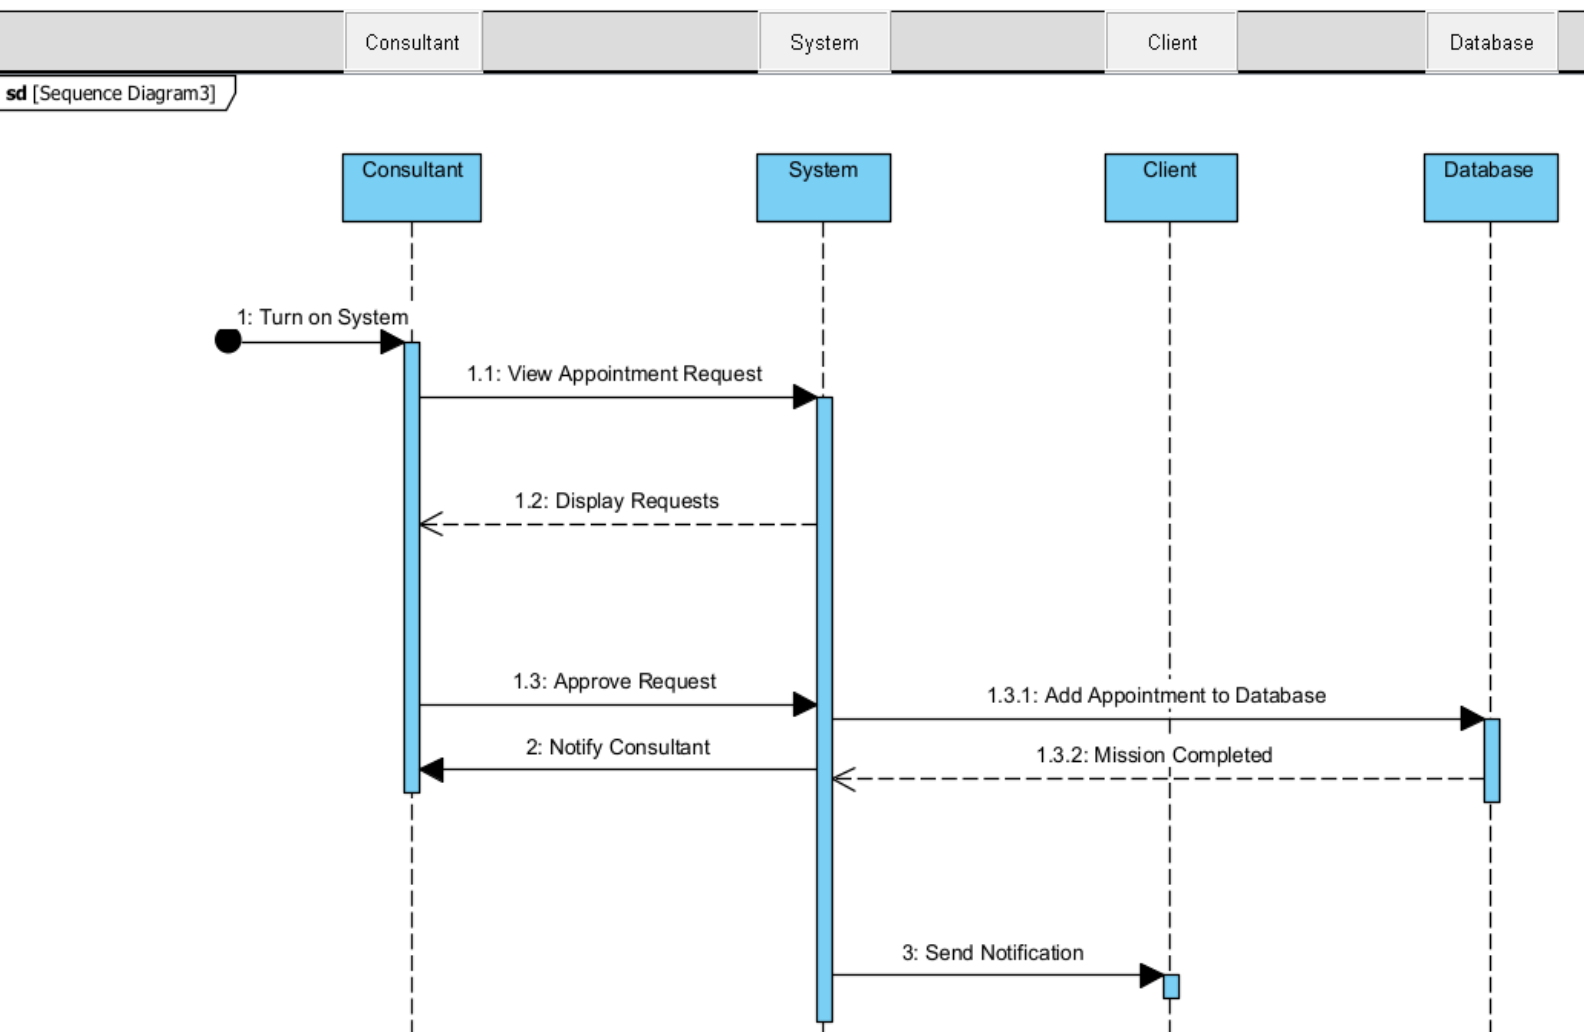 Consultant
System
Client
Database
sd [Sequence Diagram3]
Consultant
System
Client
Database
1: Turn on System
1.1: View Appointment Request
1.2: Display Requests
1.3: Approve Request
1.3.1: Add Appointment to Database
2: Notify Consultant
1.3.2: Mission Completed
3: Send Notification